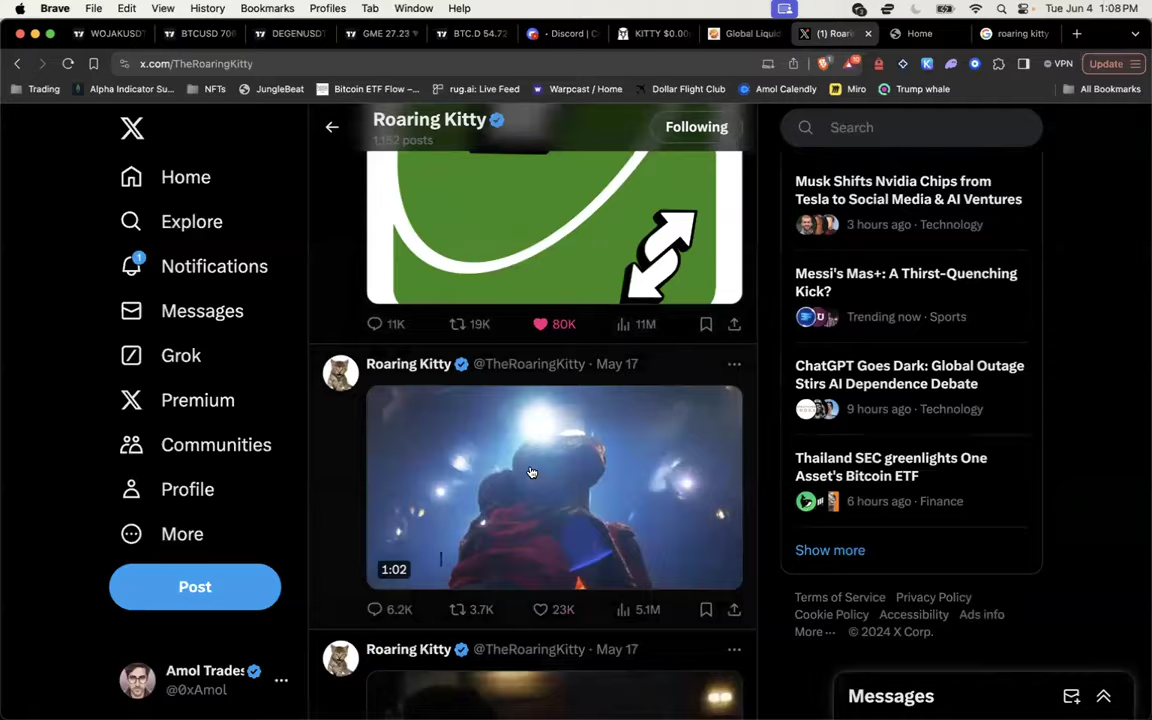 Brave File Edit View History Bookmarks Profiles Tab Window Help Tue Jun 4 1:08 PM
WOJAKUSDT BTCUSD 706 DEGENUSDT GME 27.23 BTC.D 54.72 Discord | KITTY $0.00 Global Liquid (1) Roari Home roaring kitty
x.com/TheRoaringKitty VPN Update
Trading Alpha Indicator Su... NFTs JungleBeat Bitcoin ETF Flow –... rug.ai: Live Feed Warpcast / Home Dollar Flight Club Amol Calendly Miro Trump whale All Bookmarks
Home
Explore
1
Notifications
Messages
Grok
Premium
Communities
Profile
More
Post
Amol Trades
@0xAmol
Roaring Kitty
1,152 posts
Following
11K 19K 80K 11M
Roaring Kitty @TheRoaringKitty · May 17
1:02
6.2K 3.7K 23K 5.1M
Roaring Kitty @TheRoaringKitty · May 17
Search
Musk Shifts Nvidia Chips from
Tesla to Social Media & AI Ventures
3 hours ago · Technology
Messi's Mas+: A Thirst-Quenching
Kick?
Trending now · Sports
ChatGPT Goes Dark: Global Outage
Stirs AI Dependence Debate
9 hours ago · Technology
Thailand SEC greenlights One
Asset's Bitcoin ETF
6 hours ago · Finance
Show more
Terms of Service Privacy Policy
Cookie Policy Accessibility Ads info
More ··· © 2024 X Corp.
Messages